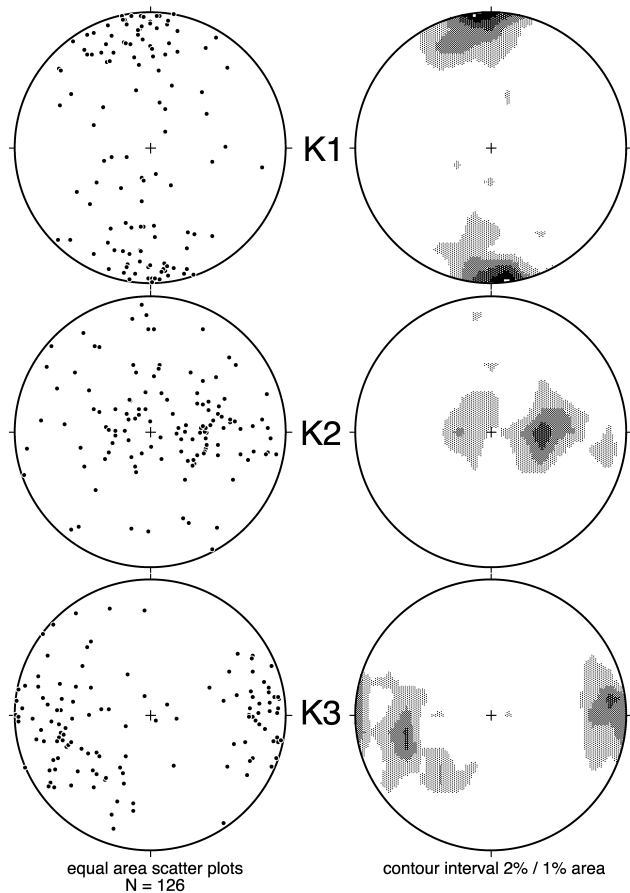 K1
K2
K3
equal area scatter plots
N = 126
contour interval 2% / 1% area